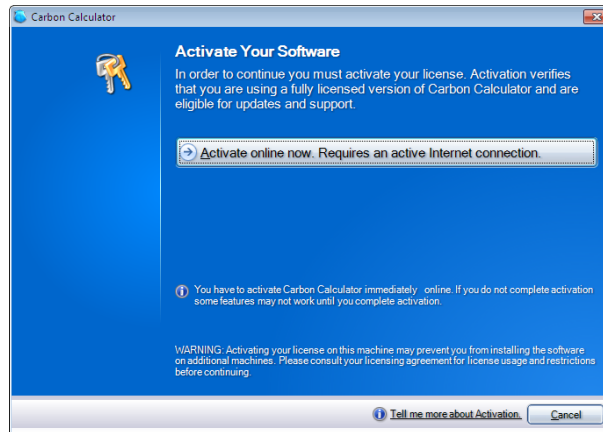 Carbon Calculator
Activate Your Software
In order to continue you must activate your license. Activation verifies
that you are using a fully licensed version of Carbon Calculator and are
eligible for updates and support.
Activate online now. Requires an active Internet connection.
You have to activate Carbon Calculator immediately online. If you do not complete activation
some features may not work until you complete activation.
WARNING: Activating your license on this machine may prevent you from installing the software
on additional machines. Please consult your licensing agreement for license usage and restrictions
before continuing.
Tell me more about Activation.
Cancel